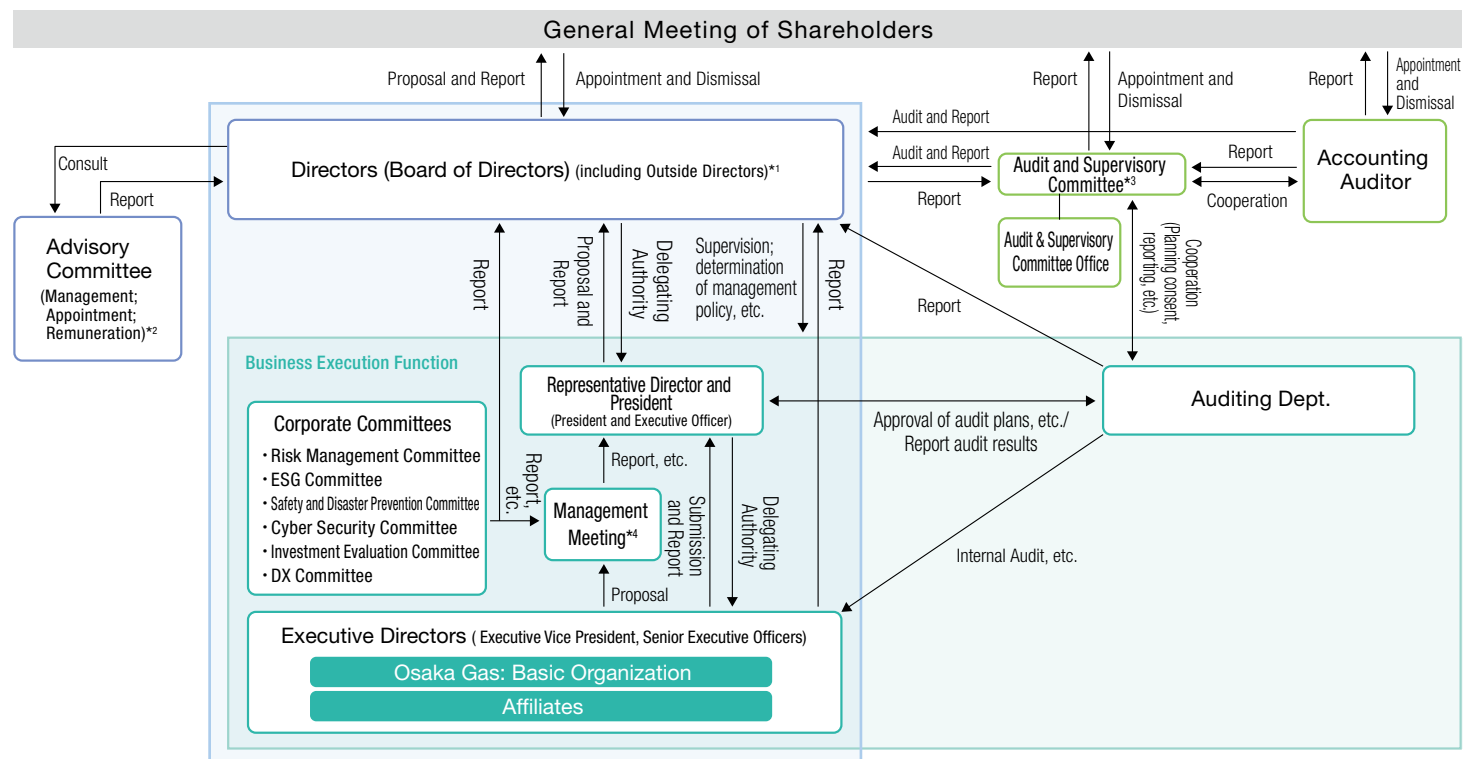 General Meeting of Shareholders
Proposal and Report
Appointment and Dismissal
Report
Appointment and
Dismissal
Report
Appointment
and
Dismissal
Consult
Report
Directors (Board of Directors) (including Outside Directors)*1
Audit and Report
Audit and Report
Report
Audit and Supervisory
Committee*3
Report
Cooperation
Accounting
Auditor
Audit & Supervisory
Committee Office
Advisory
Committee
(Management;
Appointment;
Remuneration)*2
Report
Proposal and
Report
Delegating
Authority
Supervision;
determination
of management
policy, etc.
Report
Report
Cooperation
(Planning consent,
reporting, etc.)
Business Execution Function
Representative Director and
President
(President and Executive Officer)
Auditing Dept.
Approval of audit plans, etc./
Report audit results
Corporate Committees
・Risk Management Committee
・ESG Committee
・Safety and Disaster Prevention Committee
・Cyber Security Committee
・Investment Evaluation Committee
・DX Committee
Report,
etc.
Report, etc.
Management
Meeting*4
Submission
and Report
Delegating
Authority
Proposal
Internal Audit, etc.
Executive Directors ( Executive Vice President, Senior Executive Officers)
Osaka Gas: Basic Organization
Affiliates